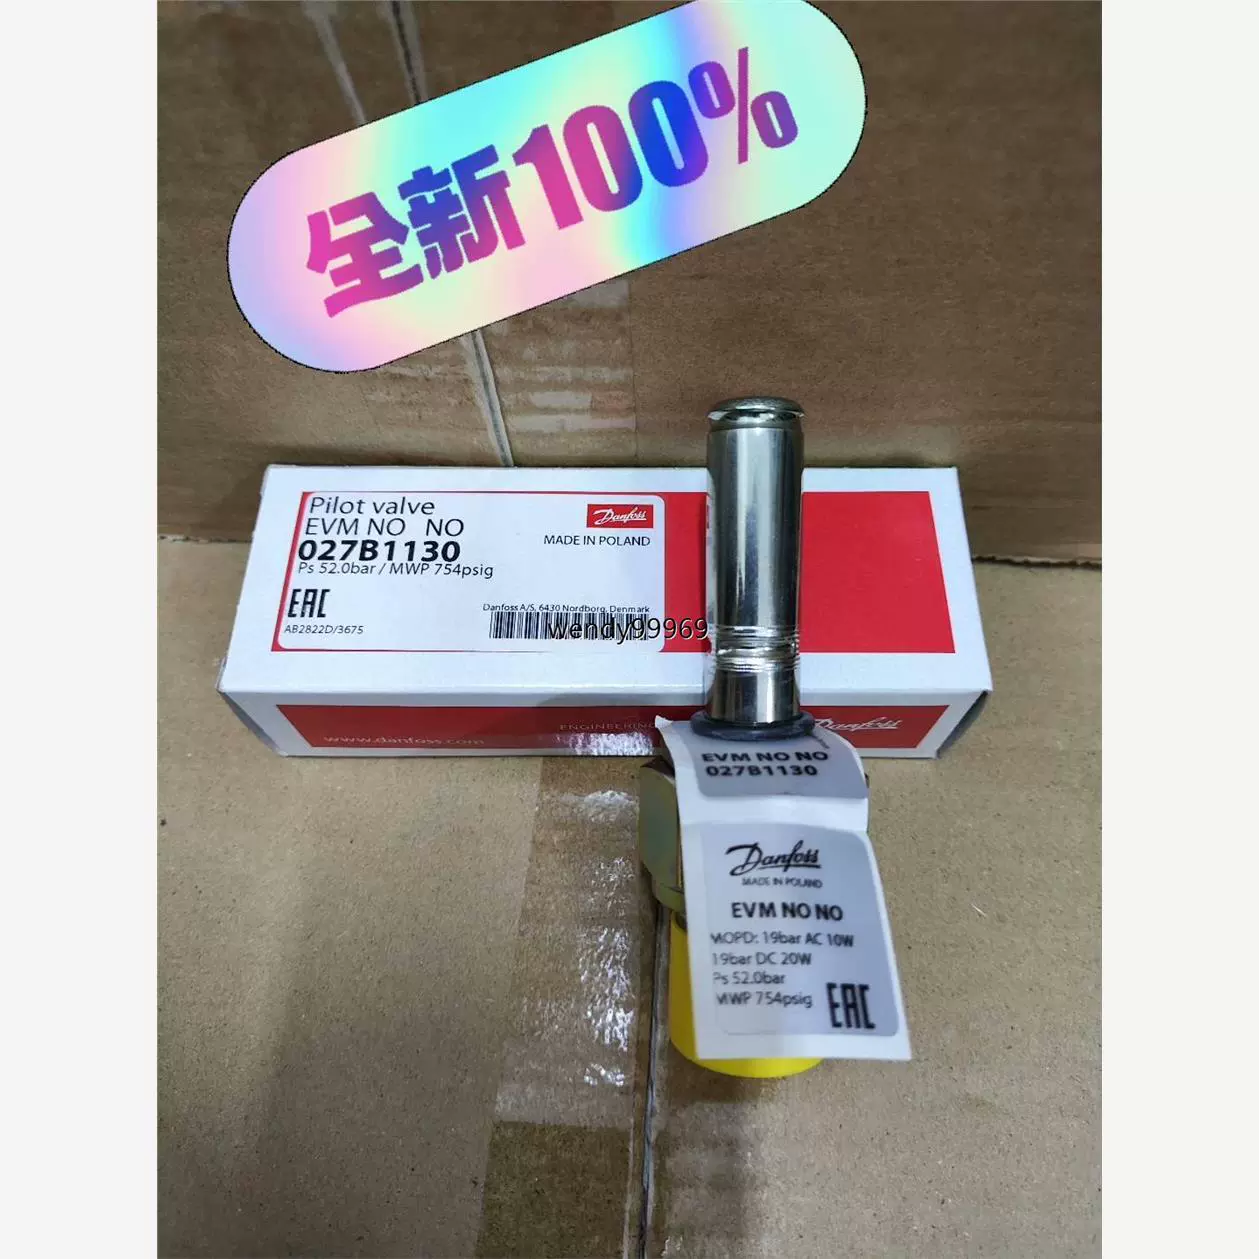 全新100%
Pilot valve
EVM NO NO
027B1130
Ps 52.0bar / MWP 754psig
Danfoss
MADE IN POLAND
EAC
AB2822D/3675
Danfoss A/S, 6430 Nordborg, Denmark
wendy99969
www.danfoss.com
ENGINEERING
Danfoss
EVM NO NO
027B1130
Danfoss
MADE IN POLAND
EVM NO NO
MOPD: 19bar AC 10W
19bar DC 20W
Ps 52.0bar
MWP 754psig
EAC